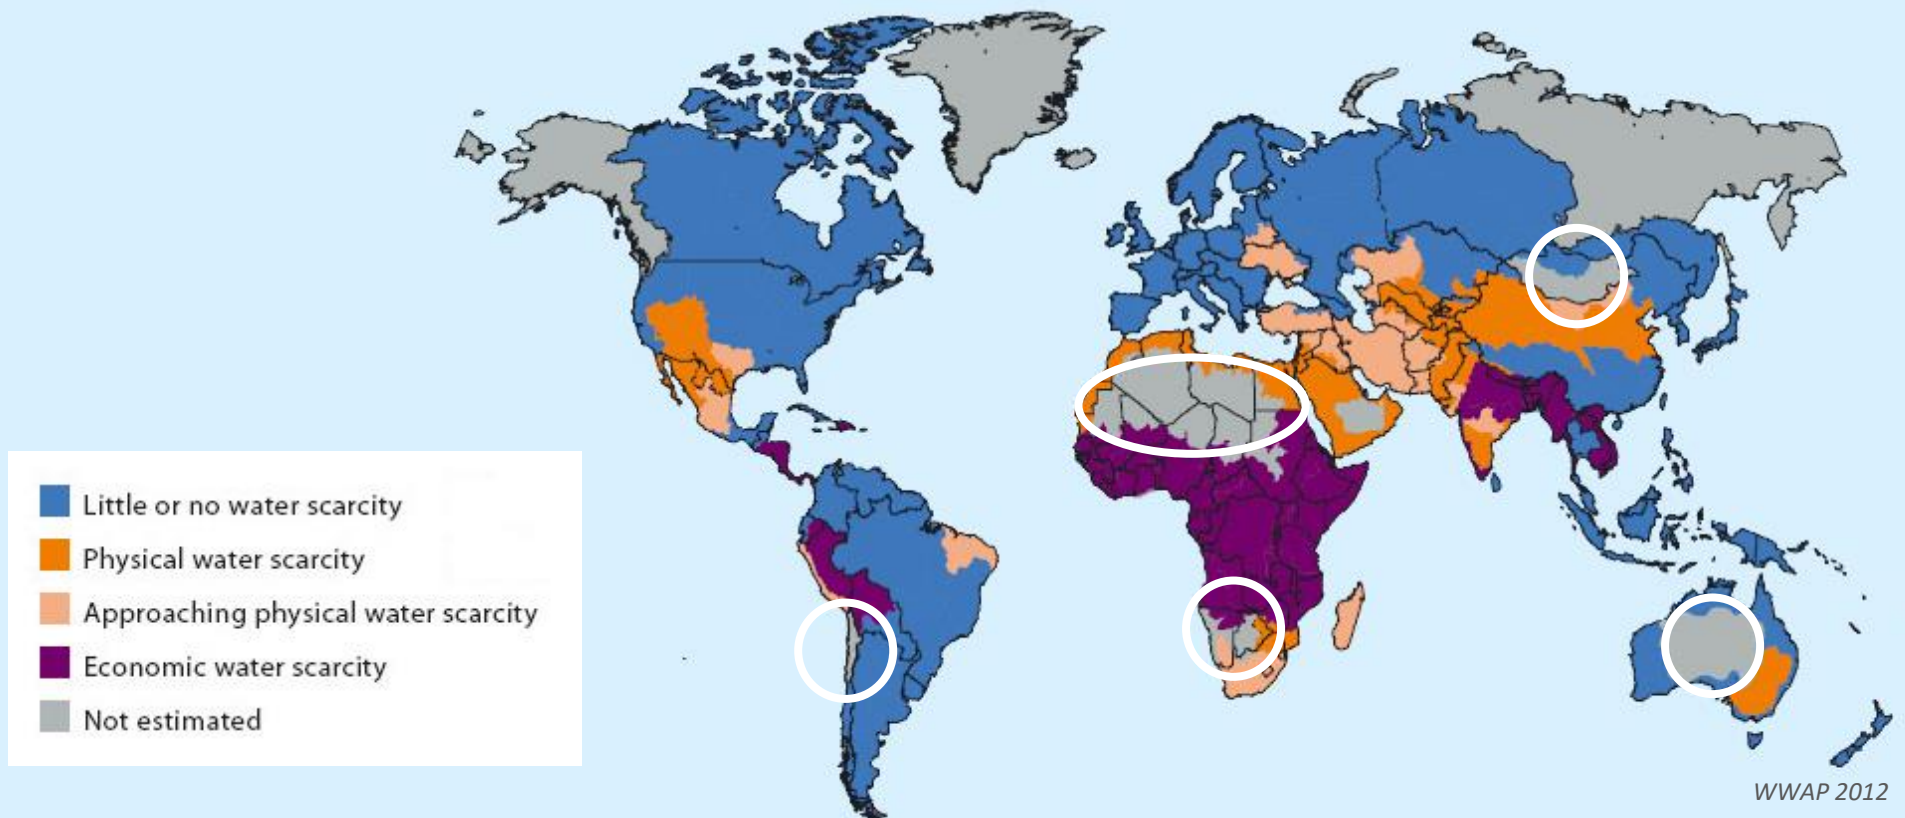 Little or no water scarcity
Physical water scarcity
Approaching physical water scarcity
Economic water scarcity
Not estimated
WWAP 2012